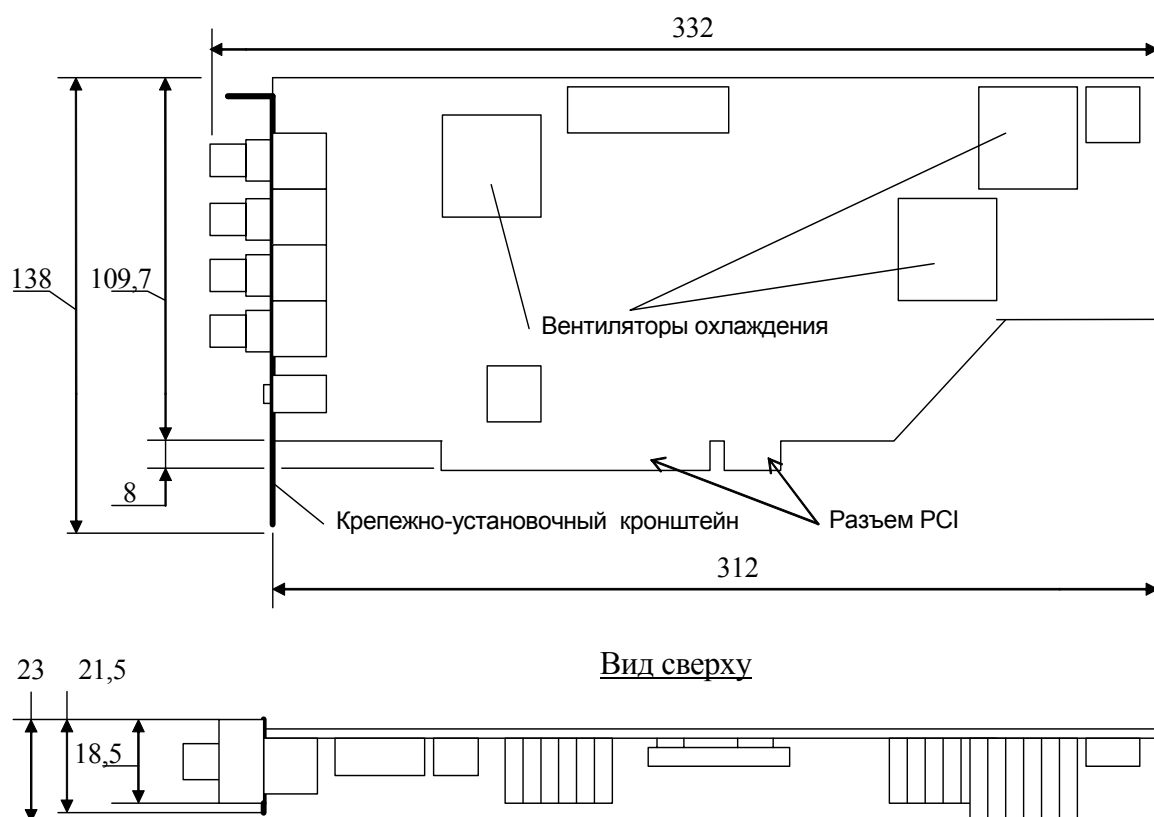 332
138
109,7
Вентиляторы охлаждения
8
Крепежно-установочный кронштейн
Разъем PCI
312
Вид сверху
23
21,5
18,5